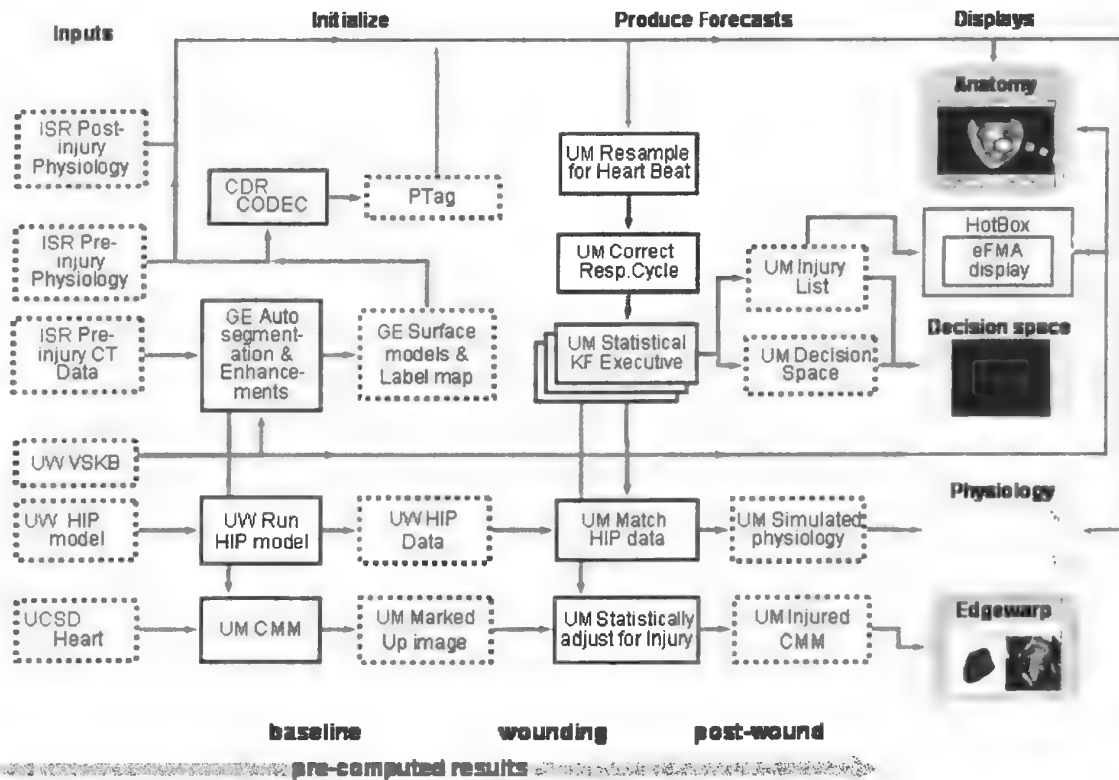 Inputs
Initialize
Produce Forecasts
Displays
ISR Post-
injury
Physiology
ISR Pre-
injury
Physiology
ISR Pre-
injury CT
Data
UW VSKB
UW HIP
model
UCSD
Heart
CDR
CODEC
PTag
GE Auto
segment-
ation &
Enhance-
ments
GE Surface
models &
Label map
UW Run
HIP model
UW HIP
Data
UM CMM
UM Marked
Up image
UM Resample
for Heart Beat
UM Correct
Resp.Cycle
UM Statistical
KF Executive
UM Injury
List
UM Decision
Space
UM Match
HIP data
UM Simulated
physiology
UM Statistically
adjust for Injury
UM Injured
CMM
Anatomy
HotBox
eFMA
display
Decision space
Physiology
Edgewarp
baseline
wounding
post-wound
pre-computed results